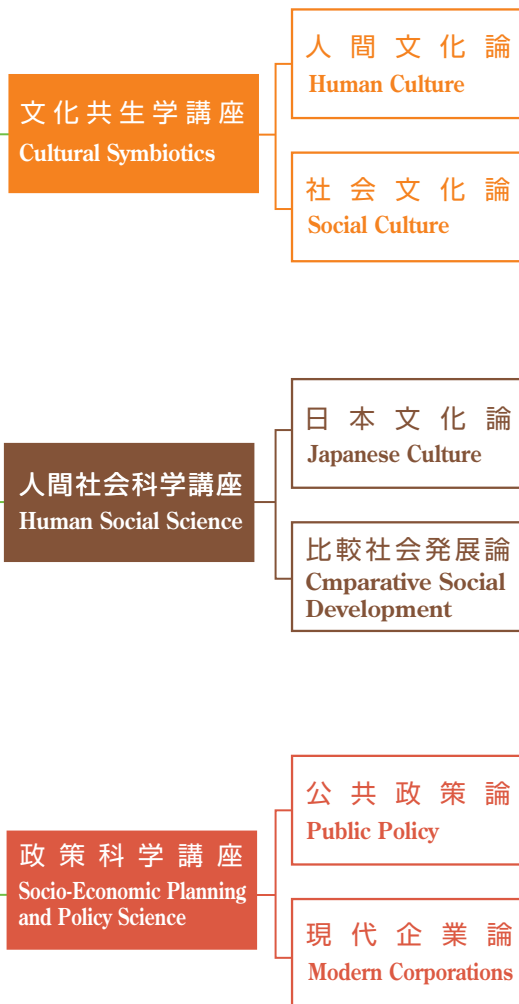 文化共生学講座
Cultural Symbiotics
人間文化論
Human Culture
社会文化論
Social Culture
人間社会科学講座
Human Social Science
日本文化論
Japanese Culture
比較社会発展論
Cmparative Social
Development
政策科学講座
Socio-Economic Planning
and Policy Science
公共政策論
Public Policy
現代企業論
Modern Corporations